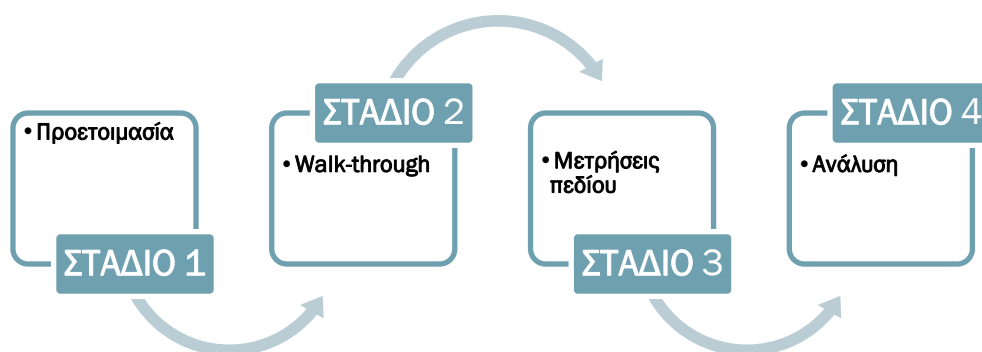 • Προετοιμασία
ΣΤΑΔΙΟ 1
ΣΤΑΔΙΟ 2
• Walk-through
• Μετρήσεις
πεδίου
ΣΤΑΔΙΟ 3
ΣΤΑΔΙΟ 4
• Ανάλυση